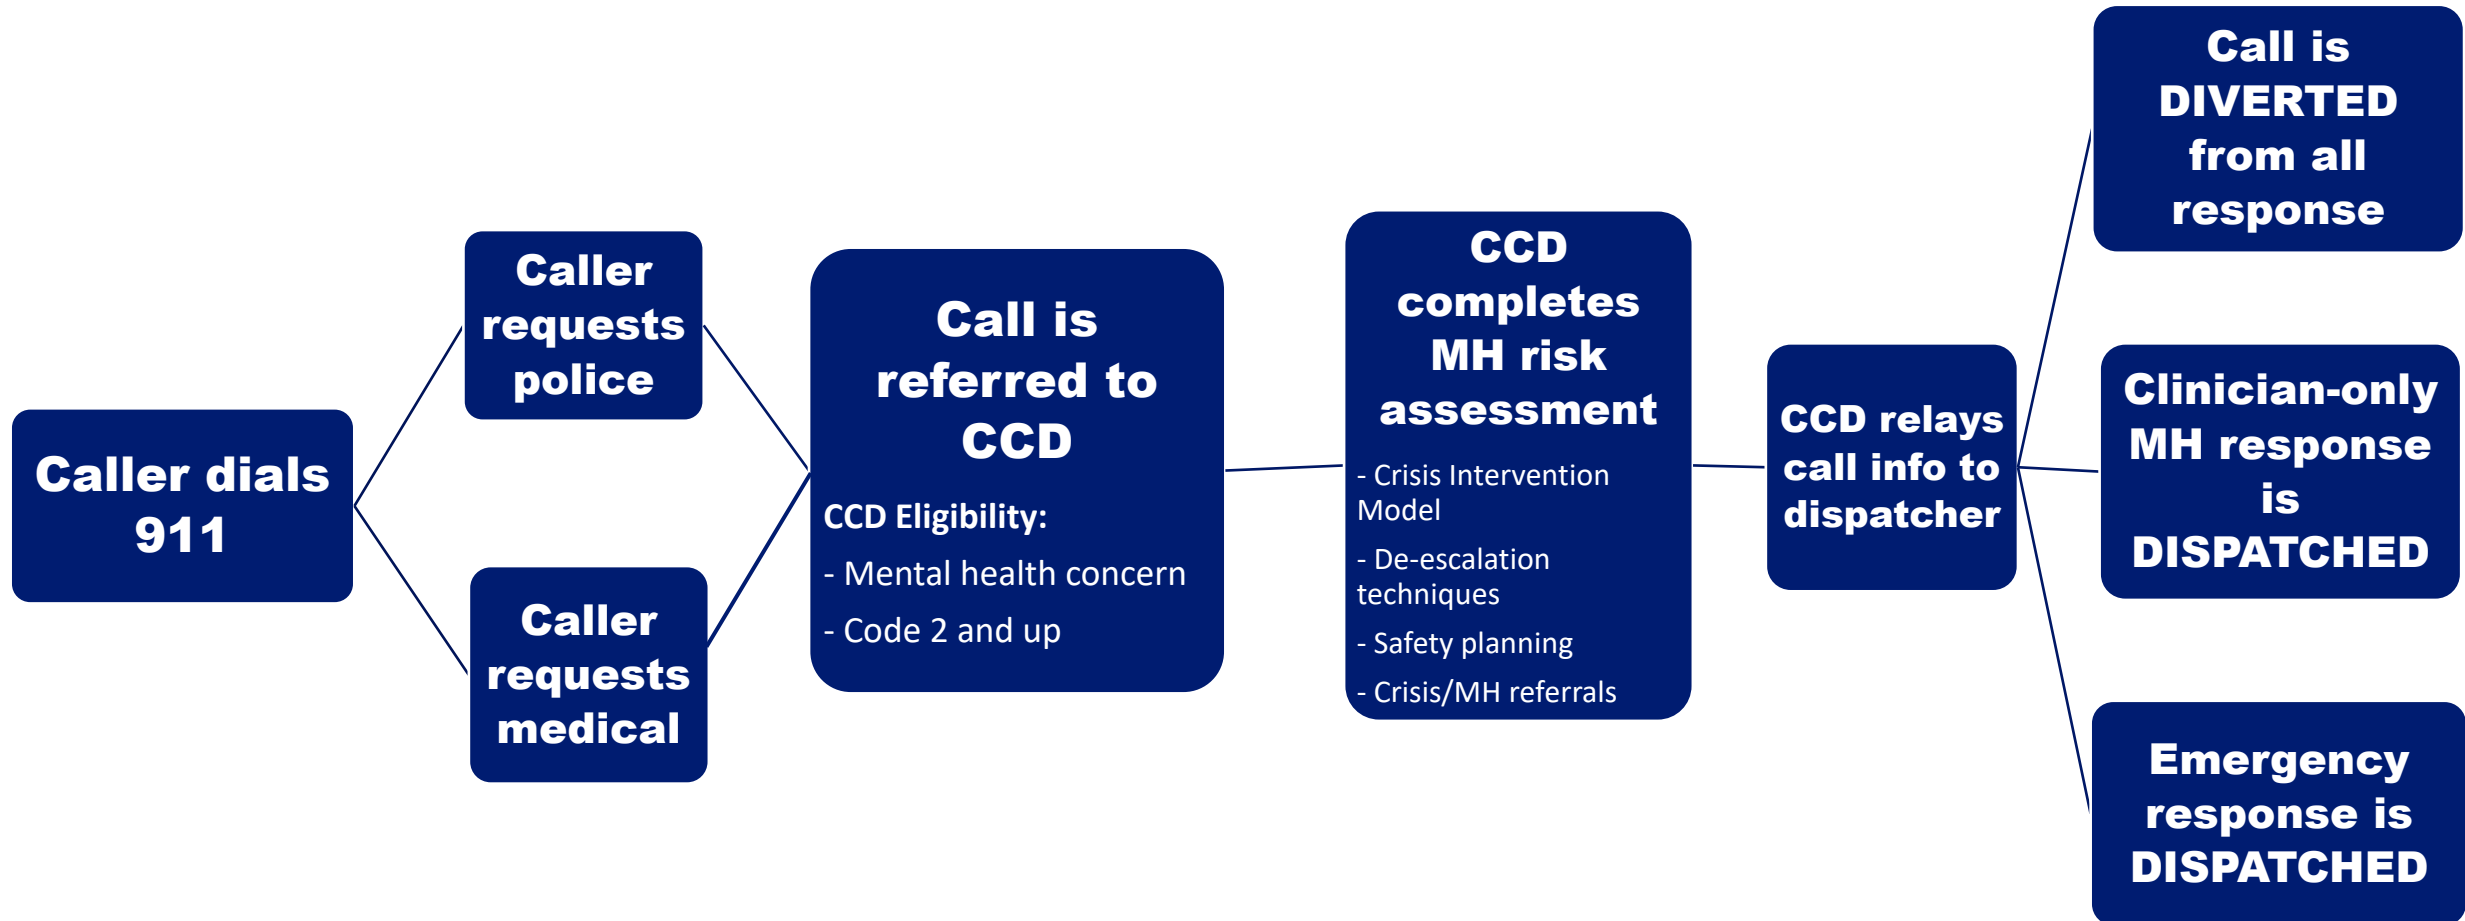 Caller dials
911
Caller
requests
police
Caller
requests
medical
Call is
referred to
CCD
CCD Eligibility:
- Mental health concern
- Code 2 and up
CCD
completes
MH risk
assessment
- Crisis Intervention
Model
- De-escalation
techniques
- Safety planning
- Crisis/MH referrals
CCD relays
call info to
dispatcher
Call is
DIVERTED
from all
response
Clinician-only
MH response
is
DISPATCHED
Emergency
response is
DISPATCHED